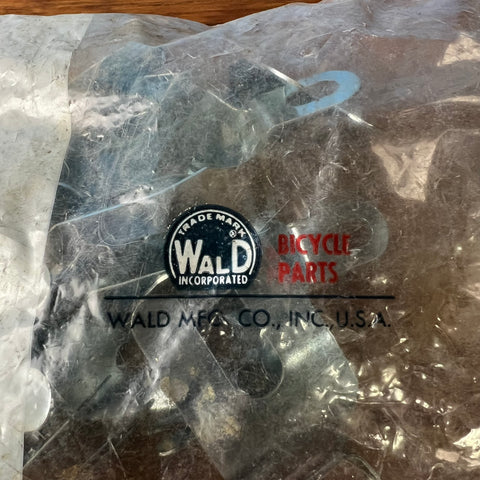 TRADE MARK
WALD®
INCORPORATED
BICYCLE
PARTS
WALD MFG. CO., INC., U.S.A.